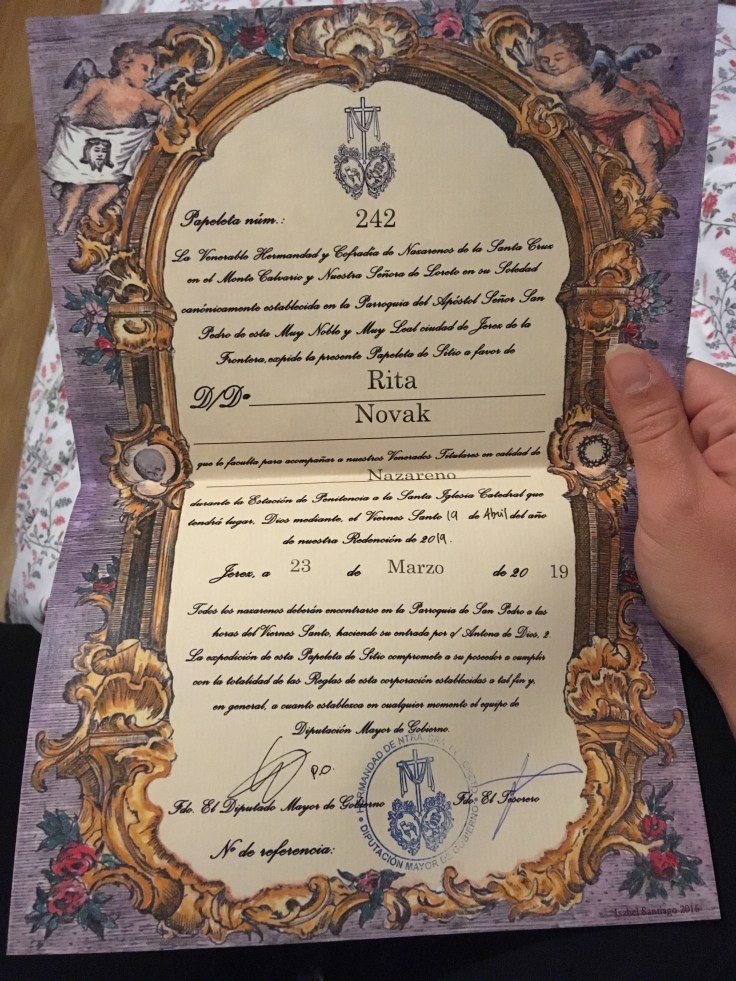 Papeleta núm.: 242
La Venerable Hermandad y Cofradía de Nazarenos de la Santa Cruz
en el Monte Calvario y Nuestra Señora de Loreto en su Soledad
canónicamente establecida en la Parroquia del Apóstol Señor San
Pedro de esta Muy Noble y Muy Leal ciudad de Jerez de la
Frontera, expide la presente Papeleta de Sitio a favor de
D/Dª Rita
Novak
que le faculta para acompañar a nuestros Venerados Titulares en calidad de
Nazareno
durante la Estación de Penitencia a la Santa Iglesia Catedral que
tendrá lugar, Dios mediante, el Viernes Santo 19 de Abril del año
de nuestra Redención de 2019.
Jerez, a 23 de Marzo de 20 19
Todos los nazarenos deberán encontrarse en la Parroquia de San Pedro a las
horas del Viernes Santo, haciendo su entrada por c/ Antona de Dios, 2.
La expedición de esta Papeleta de Sitio compromete a su poseedor a cumplir
con la totalidad de las Reglas de esta corporación establecidas a tal fin y,
en general, a cuanto establezca en cualquier momento el equipo de
Diputación Mayor de Gobierno.
P.O.
HERMANDAD DE NTRA. SRA.
DIPUTACIÓN MAYOR DE GOBIERNO
Fdo. El Diputado Mayor de Gobierno Fdo. El Tesorero
Nº de referencia:
Isabel Santiago 2016